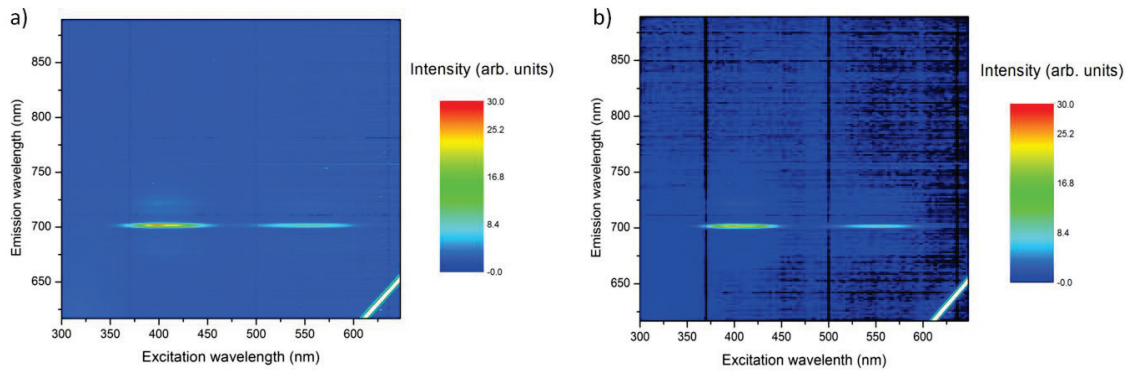 a)
Emission wavelength (nm)
850
800
750
700
650
300 350 400 450 500 550 600
Excitation wavelength (nm)
Intensity (arb. units)
30.0
25.2
16.8
8.4
-0.0
b)
Emission wavelength (nm)
850
800
750
700
650
300 350 400 450 500 550 600
Excitation wavelenth (nm)
Intensity (arb. units)
30.0
25.2
16.8
8.4
-0.0